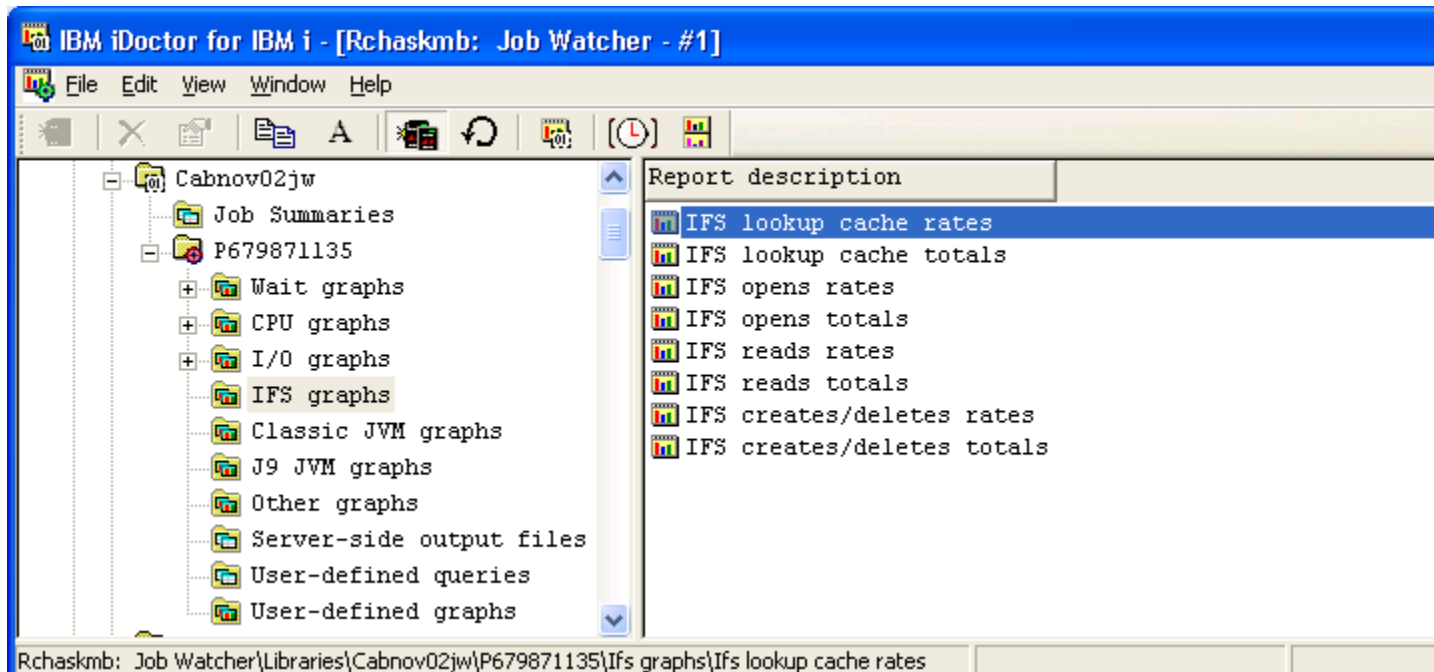 IBM iDoctor for IBM i - [Rchaskmb: Job Watcher - #1]
File Edit View Window Help
Cabnov02jw
Job Summaries
P679871135
Wait graphs
CPU graphs
I/O graphs
IFS graphs
Classic JVM graphs
J9 JVM graphs
Other graphs
Server-side output files
User-defined queries
User-defined graphs
Report description
IFS lookup cache rates
IFS lookup cache totals
IFS opens rates
IFS opens totals
IFS reads rates
IFS reads totals
IFS creates/deletes rates
IFS creates/deletes totals
Rchaskmb: Job Watcher\Libraries\Cabnov02jw\P679871135\Ifs graphs\Ifs lookup cache rates